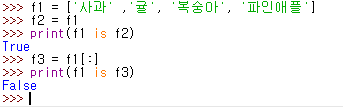 >>> f1 = ['사과' ,'귤', '복숭아', '파인애플']
>>> f2 = f1
>>> print(f1 is f2)
True
>>> f3 = f1[:]
>>> print(f1 is f3)
False
>>>